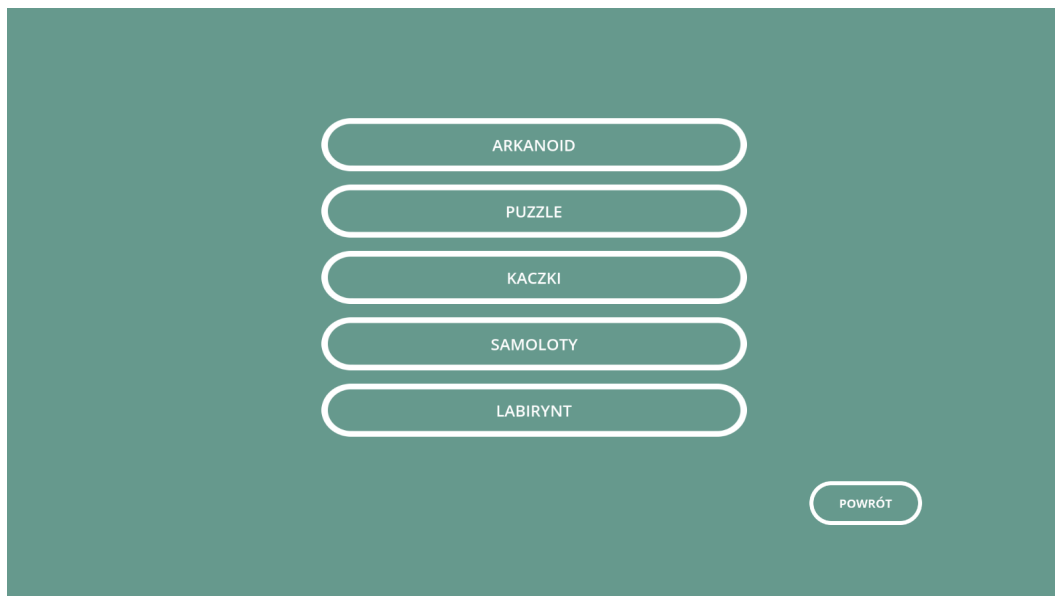 ARKANOID
PUZZLE
KACZKI
SAMOLOTY
LABIRYNT
POWRÓT